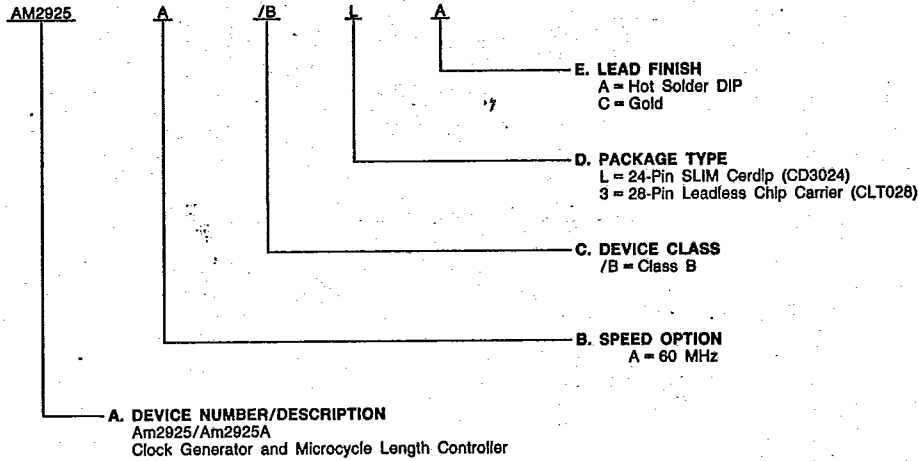 AM2925 A /B L A
E. LEAD FINISH
A = Hot Solder DIP
C = Gold
D. PACKAGE TYPE
L = 24-Pin SLIM Cerdip (CD3024)
3 = 28-Pin Leadless Chip Carrier (CLT028)
C. DEVICE CLASS
/B = Class B
B. SPEED OPTION
A = 60 MHz
A. DEVICE NUMBER/DESCRIPTION
Am2925/Am2925A
Clock Generator and Microcycle Length Controller